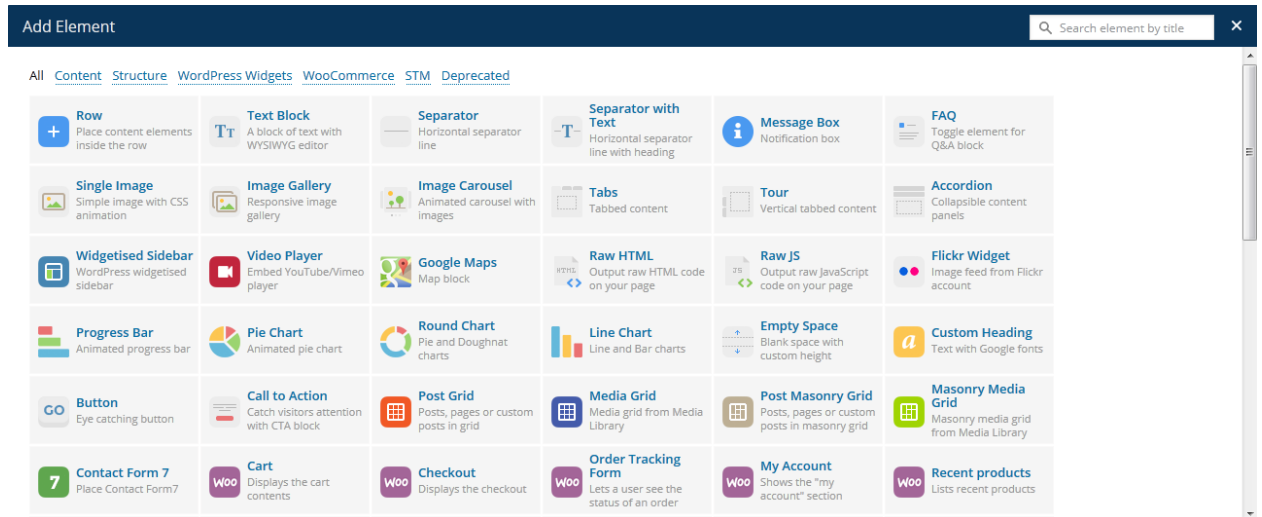 Add Element
Search element by title
All Content Structure WordPress Widgets WooCommerce STM Deprecated
Row
Place content elements
inside the row
TT
Text Block
A block of text with
WYSIWYG editor
Separator
Horizontal separator
line
-T-
Separator with
Text
Horizontal separator
line with heading
i
Message Box
Notification box
FAQ
Toggle element for
Q&A block
Single Image
Simple image with CSS
animation
Image Gallery
Responsive image
gallery
Image Carousel
Animated carousel with
images
Tabs
Tabbed content
Tour
Vertical tabbed content
Accordion
Collapsible content
panels
Widgetised Sidebar
WordPress widgetised
sidebar
Video Player
Embed YouTube/Vimeo
player
Google Maps
Map block
HTML
Raw HTML
Output raw HTML code
on your page
JS
Raw JS
Output raw JavaScript
code on your page
Flickr Widget
Image feed from Flickr
account
Progress Bar
Animated progress bar
Pie Chart
Animated pie chart
Round Chart
Pie and Doughnat
charts
Line Chart
Line and Bar charts
Empty Space
Blank space with
custom height
a
Custom Heading
Text with Google fonts
GO
Button
Eye catching button
Call to Action
Catch visitors attention
with CTA block
Post Grid
Posts, pages or custom
posts in grid
Media Grid
Media grid from Media
Library
Post Masonry Grid
Posts, pages or custom
posts in masonry grid
Masonry Media
Grid
Masonry media grid
from Media Library
7
Contact Form 7
Place Contact Form7
Woo
Cart
Displays the cart
contents
Woo
Checkout
Displays the checkout
Woo
Order Tracking
Form
Lets a user see the
status of an order
Woo
My Account
Shows the "my
account" section
Woo
Recent products
Lists recent products